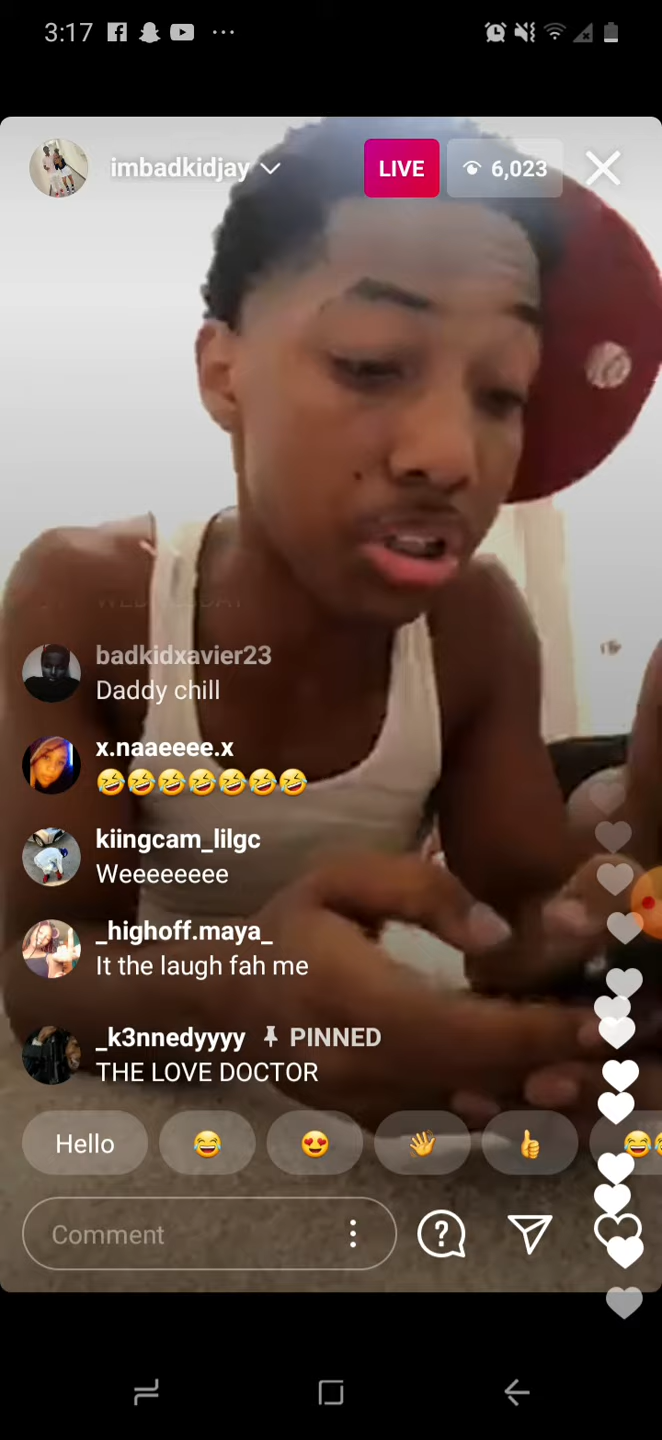 3:17
imbadkidjay
LIVE
6,023
badkidxavier23
Daddy chill
x.naaeeee.x
🤣🤣🤣🤣🤣🤣🤣
kiingcam_lilgc
Weeeeeeee
_highoff.maya_
It the laugh fah me
_k3nnedyyyy PINNED
THE LOVE DOCTOR
Hello 😂 😍 👋 👍 😂
Comment